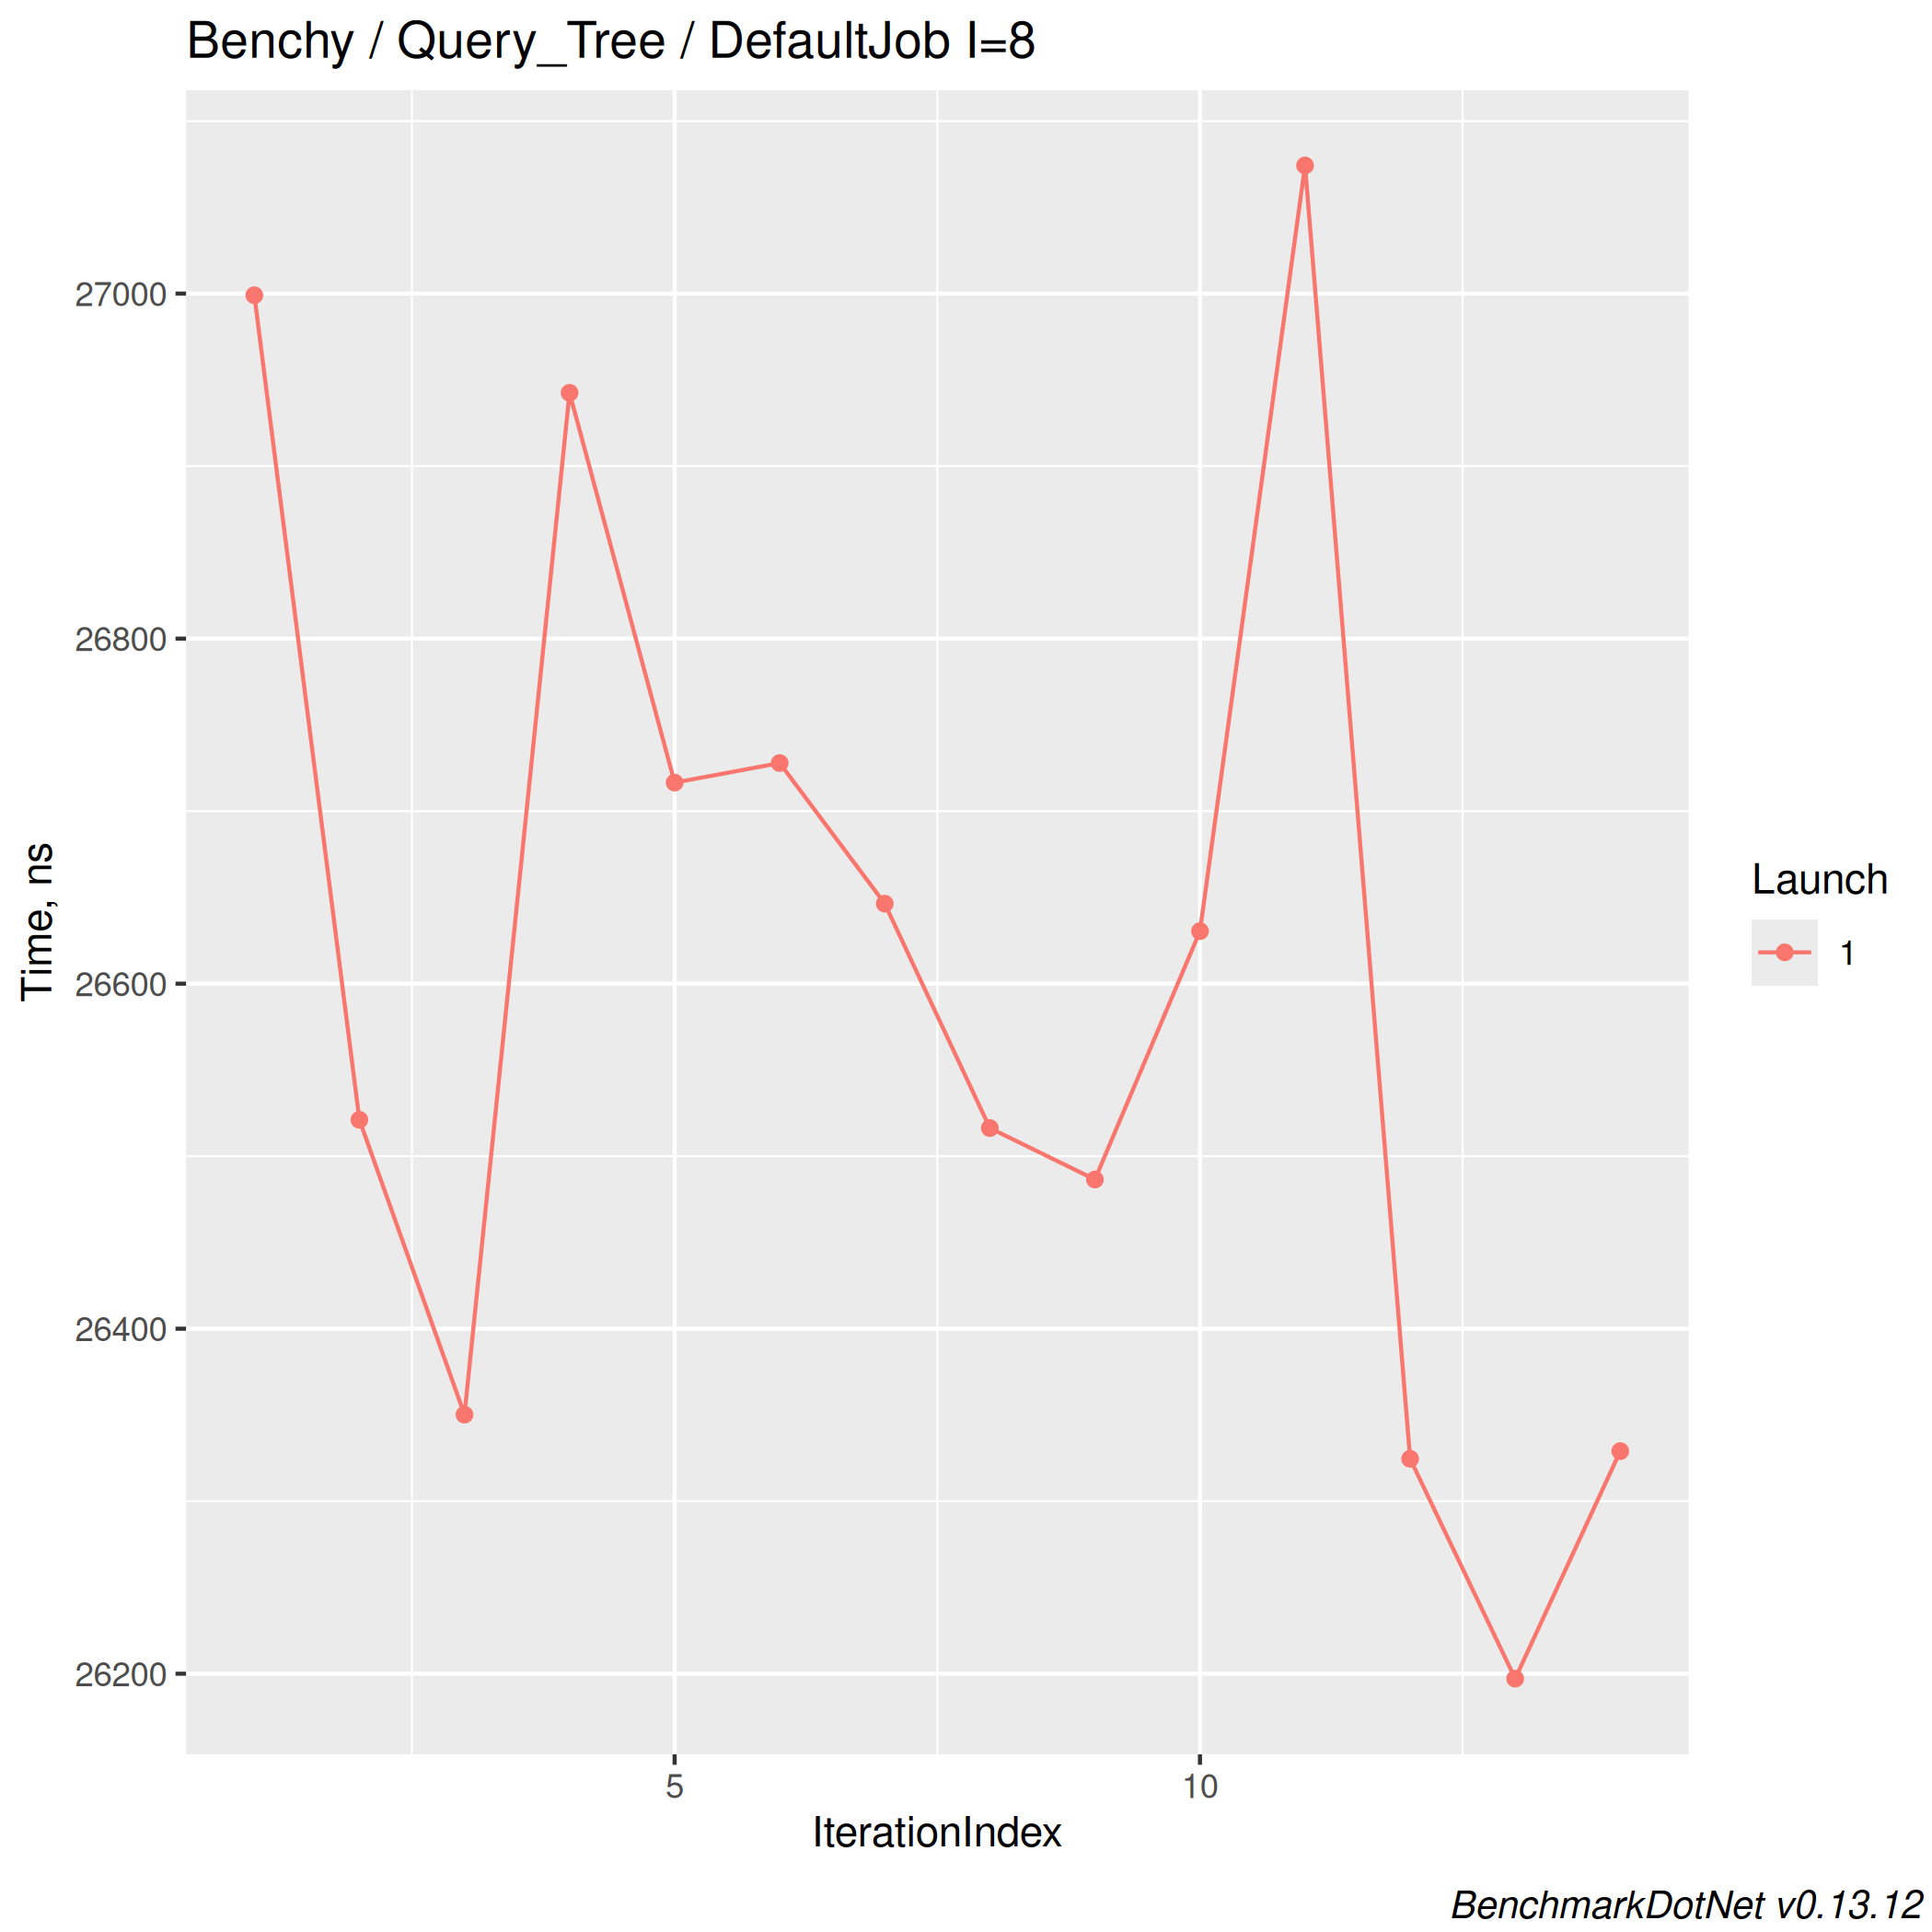 Benchy / Query_Tree / DefaultJob I=8
27000
26800
26600
26400
26200
Time, ns
5
10
IterationIndex
Launch
1
BenchmarkDotNet v0.13.12